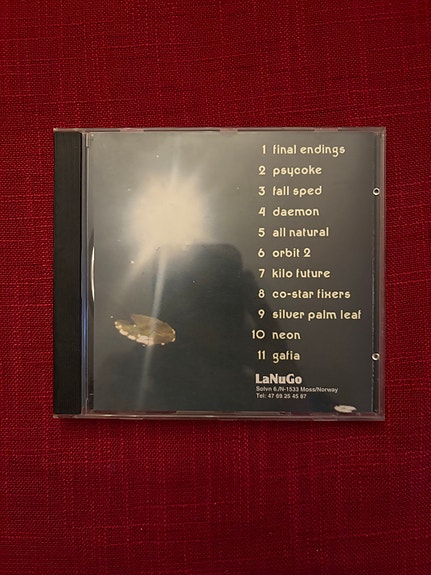 1 final endings
2 psycoke
3 fall sped
4 daemon
5 all natural
6 orbit 2
7 kilo future
8 co-star fixers
9 silver palm leaf
10 neon
11 gafia
LaNuGo
Solvn 6./N-1533 Moss/Norway
Tel: 47 69 25 45 87